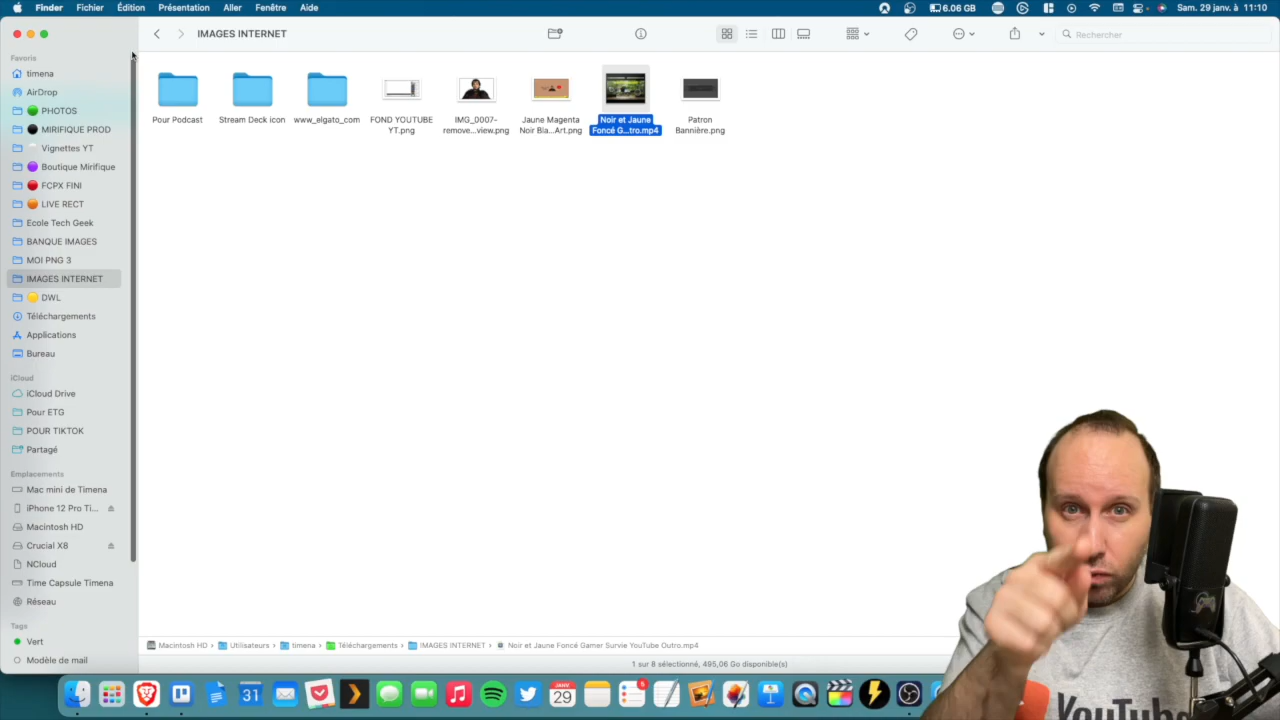 Finder Fichier Édition Présentation Aller Fenêtre Aide 6.06 GB Sam. 29 janv. à 11:10
IMAGES INTERNET
Rechercher
Favoris
timena
AirDrop
PHOTOS
MIRIFIQUE PROD
Vignettes YT
Boutique Mirifique
FCPX FINI
LIVE RECT
Ecole Tech Geek
BANQUE IMAGES
MOI PNG 3
IMAGES INTERNET
DWL
Téléchargements
Applications
Bureau
iCloud
iCloud Drive
Pour ETG
POUR TIKTOK
Partagé
Emplacements
Mac mini de Timena
iPhone 12 Pro Ti...
Macintosh HD
Crucial X8
NCloud
Time Capsule Timena
Réseau
Tags
Vert
Modèle de mail
Pour Podcast
Stream Deck icon
www_elgato_com
FOND YOUTUBE
YT.png
IMG_0007-
remove...view.png
Jaune Magenta
Noir Bla...Art.png
Noir et Jaune
Foncé G...tro.mp4
Patron
Bannière.png
Macintosh HD › Utilisateurs › timena › Téléchargements › IMAGES INTERNET › Noir et Jaune Foncé Gamer Survie YouTube Outro.mp4
1 sur 8 sélectionné, 495,06 Go disponible(s)
31
JANV
29
5
YouTube